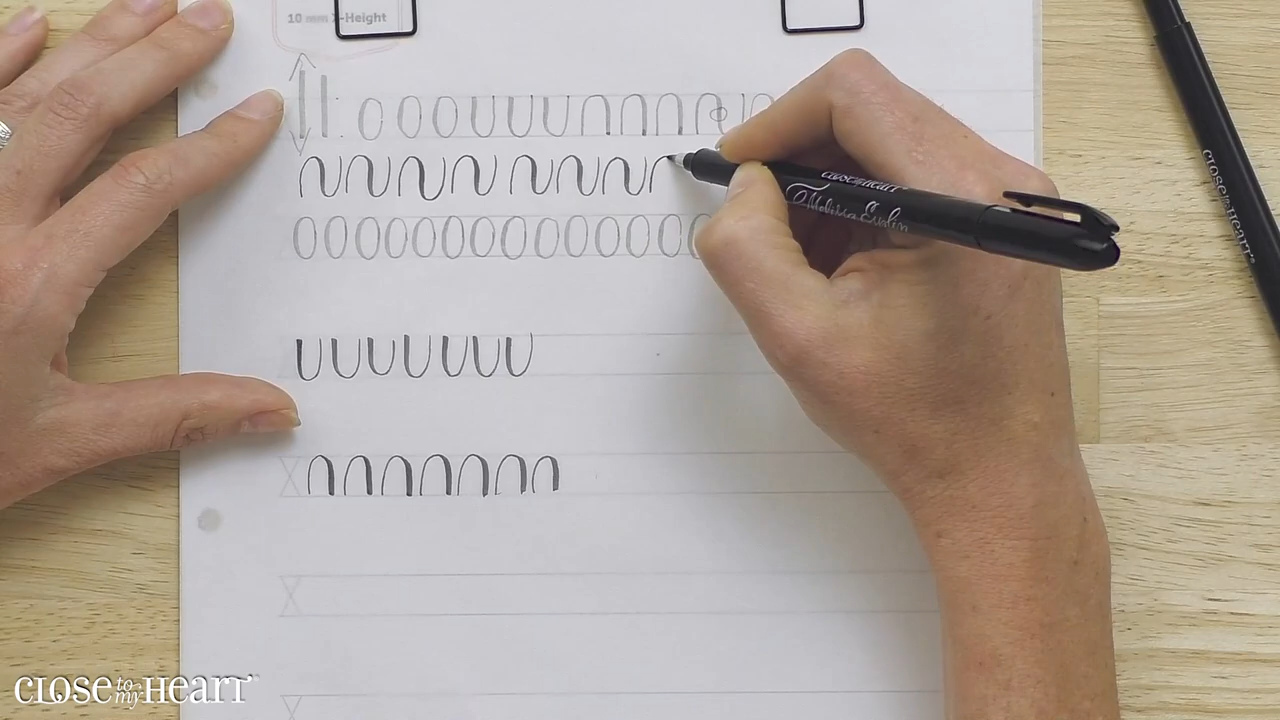 10 mm X-Height
CLOSE to my HEART®
Melissa Esplin
CLOSE to my HEART®
X
X
X
CLOSE to my HEART